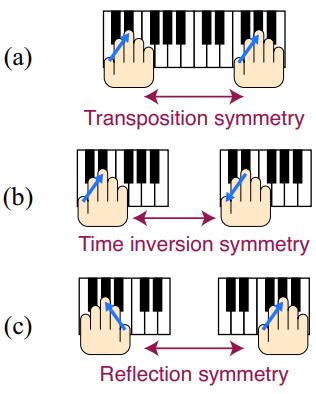 (a)
Transposition symmetry
(b)
Time inversion symmetry
(c)
Reflection symmetry